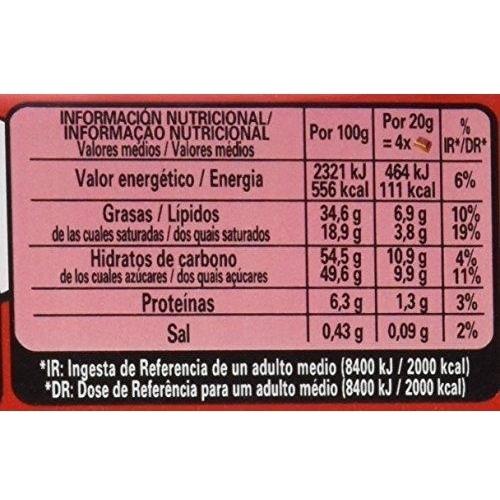 INFORMACIÓN NUTRICIONAL/
INFORMAÇÃO NUTRICIONAL
Valores medios / Valores médios
Por 100g
Por 20g
= 4x
%
IR*/DR*
Valor energético / Energia
2321 kJ
556 kcal
464 kJ
111 kcal
6%
Grasas / Lípidos
34,6 g
6,9 g
10%
de las cuales saturadas / dos quais saturados
18,9 g
3,8 g
19%
Hidratos de carbono
54,5 g
10,9 g
4%
de los cuales azúcares / dos quais açúcares
49,6 g
9,9 g
11%
Proteínas
6,3 g
1,3 g
3%
Sal
0,43 g
0,09 g
2%
*IR: Ingesta de Referencia de un adulto medio (8400 kJ / 2000 kcal)
*DR: Dose de Referência para um adulto médio (8400 kJ / 2000 kcal)